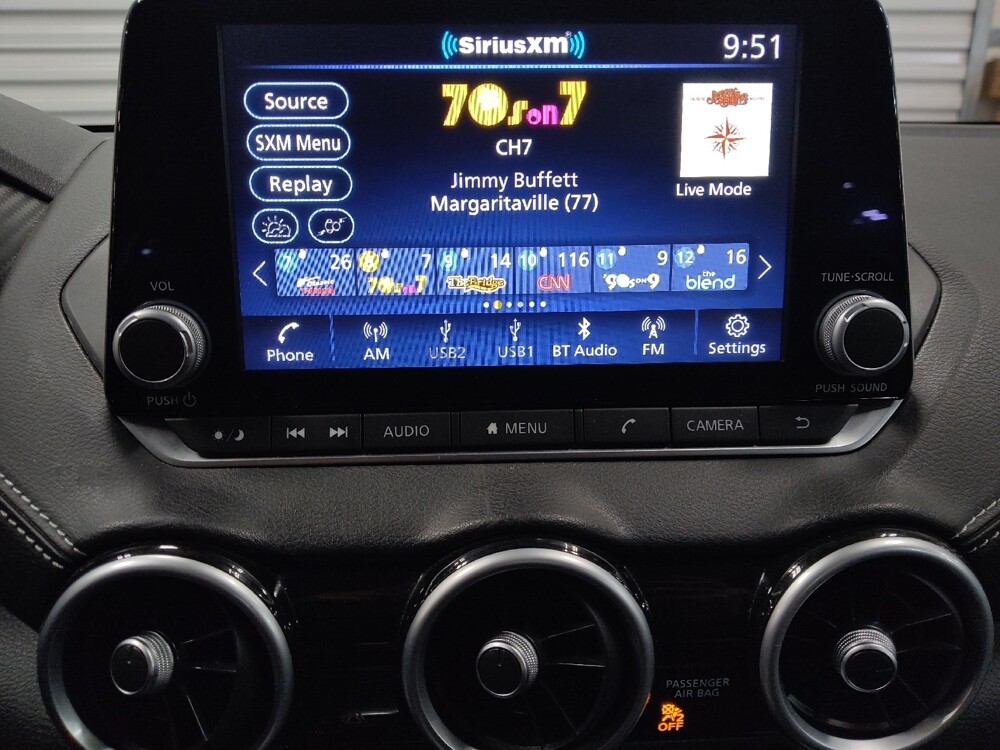 SiriusXM
9:51
Source
SXM Menu
Replay
70s on 7
CH7
Jimmy Buffett
Margaritaville (77)
Live Mode
7 26
8 7 70s on 7
9 14 The Bridge
10 116 CNN
11 9 '90s ON 9
12 16 the blend
Phone
AM
USB2
USB1
BT Audio
FM
Settings
VOL
PUSH
TUNE·SCROLL
PUSH SOUND
AUDIO
MENU
CAMERA
PASSENGER
AIR BAG
2
OFF